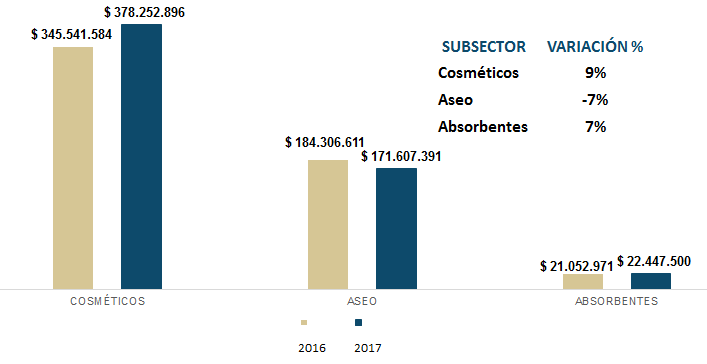 $ 378.252.896
$ 345.541.584
SUBSECTOR VARIACIÓN %
Cosméticos 9%
Aseo -7%
Absorbentes 7%
$ 184.306.611
$ 171.607.391
$ 21.052.971
$ 22.447.500
COSMÉTICOS ASEO ABSORBENTES
2016 2017